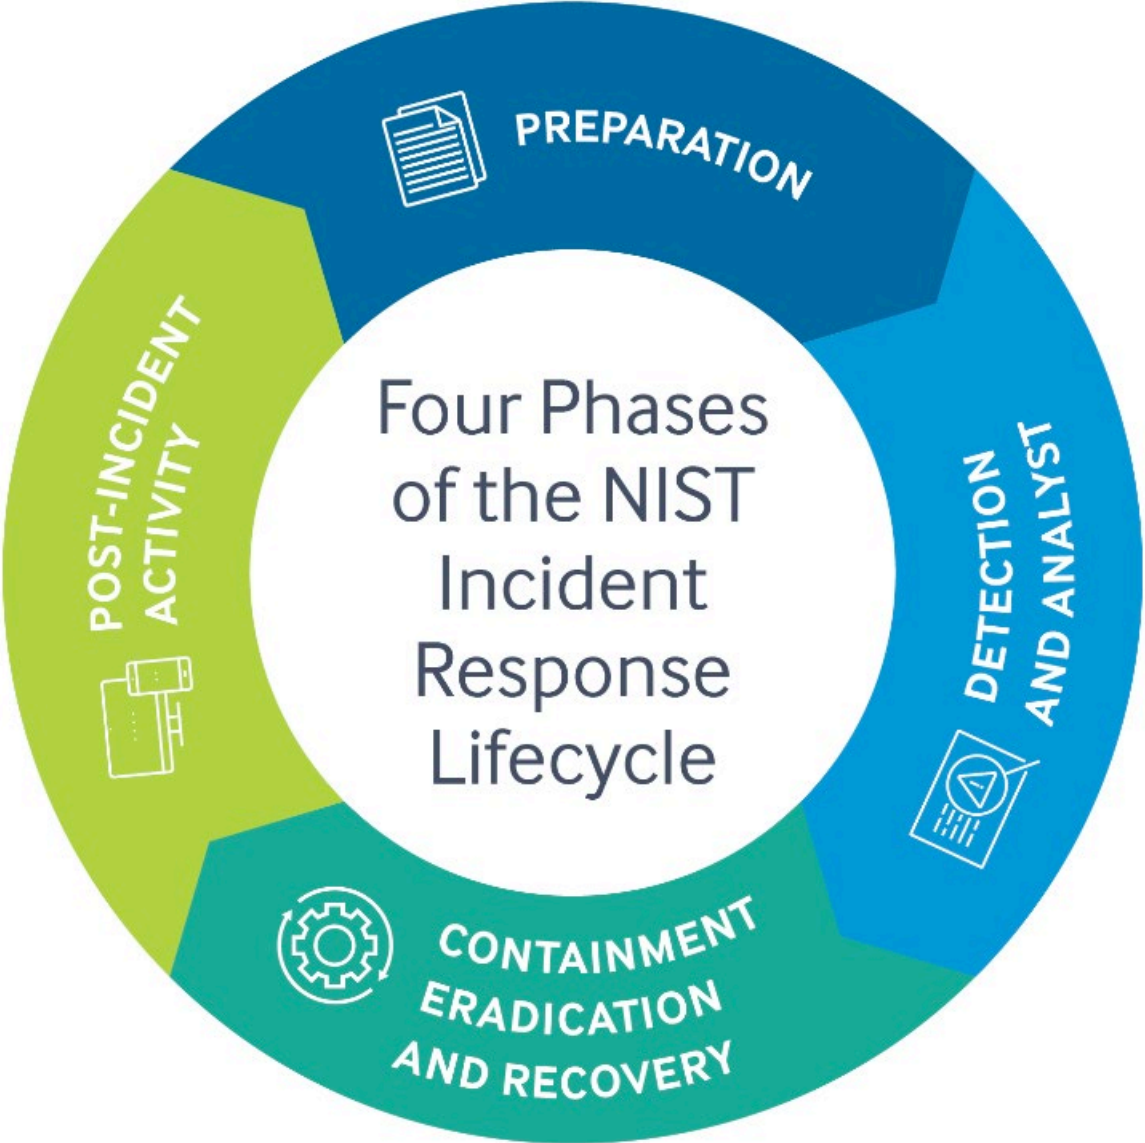 PREPARATION
DETECTION
AND ANALYST
CONTAINMENT
ERADICATION
AND RECOVERY
POST-INCIDENT
ACTIVITY
Four Phases
of the NIST
Incident
Response
Lifecycle